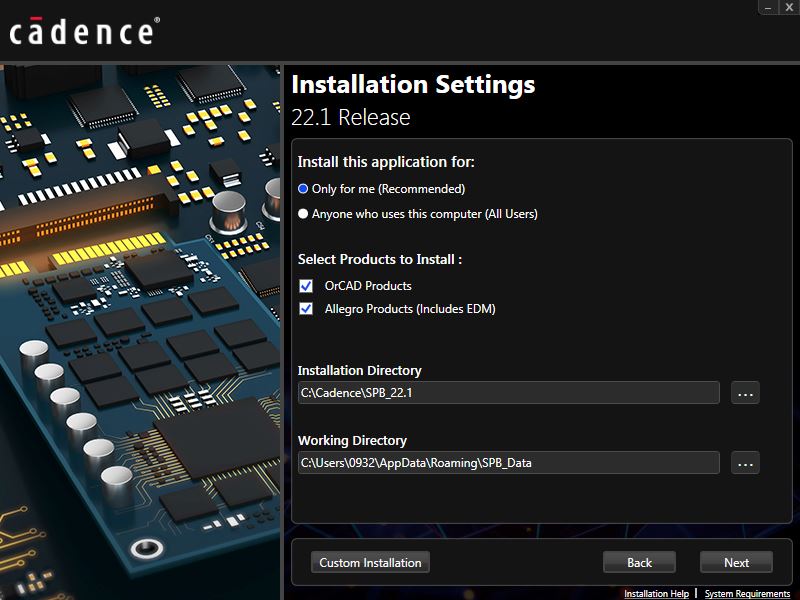 cādence®
– X
Installation Settings
22.1 Release
Install this application for:
Only for me (Recommended)
Anyone who uses this computer (All Users)
Select Products to Install :
OrCAD Products
Allegro Products (Includes EDM)
Installation Directory
C:\Cadence\SPB_22.1
...
Working Directory
C:\Users\0932\AppData\Roaming\SPB_Data
...
Custom Installation
Back
Next
Installation Help | System Requirements